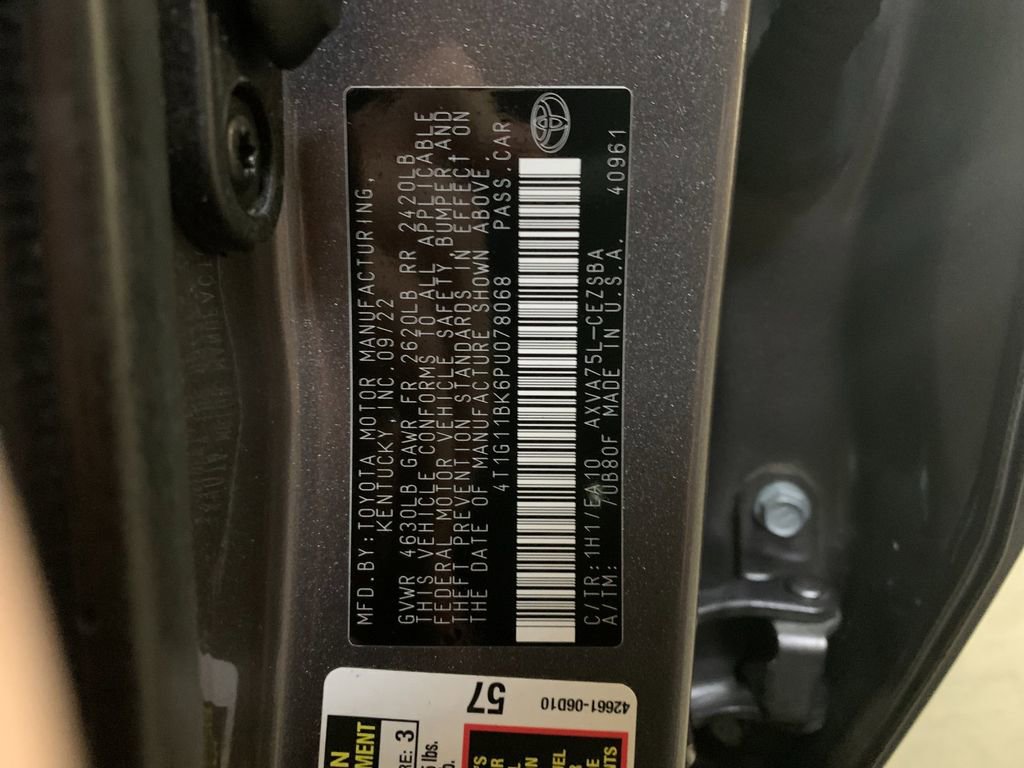 MFD.BY:TOYOTA MOTOR MANUFACTURING,
KENTUCKY,INC.09/22
GVWR 4630LB GAWR FR 2620LB RR 2420LB
THIS VEHICLE CONFORMS TO ALL APPLICABLE
FEDERAL MOTOR VEHICLE SAFETY,BUMPER,AND
THEFT PREVENTION STANDARDS IN EFFECT ON
THE DATE OF MANUFACTURE SHOWN ABOVE.
4T1G11BK6PU078068 PASS.CAR
C/TR:1H1/EA10 AXVA75L-CEZSBA 40961
A/TM: /UB80F MADE IN U.S.A.
57
42661-06D10